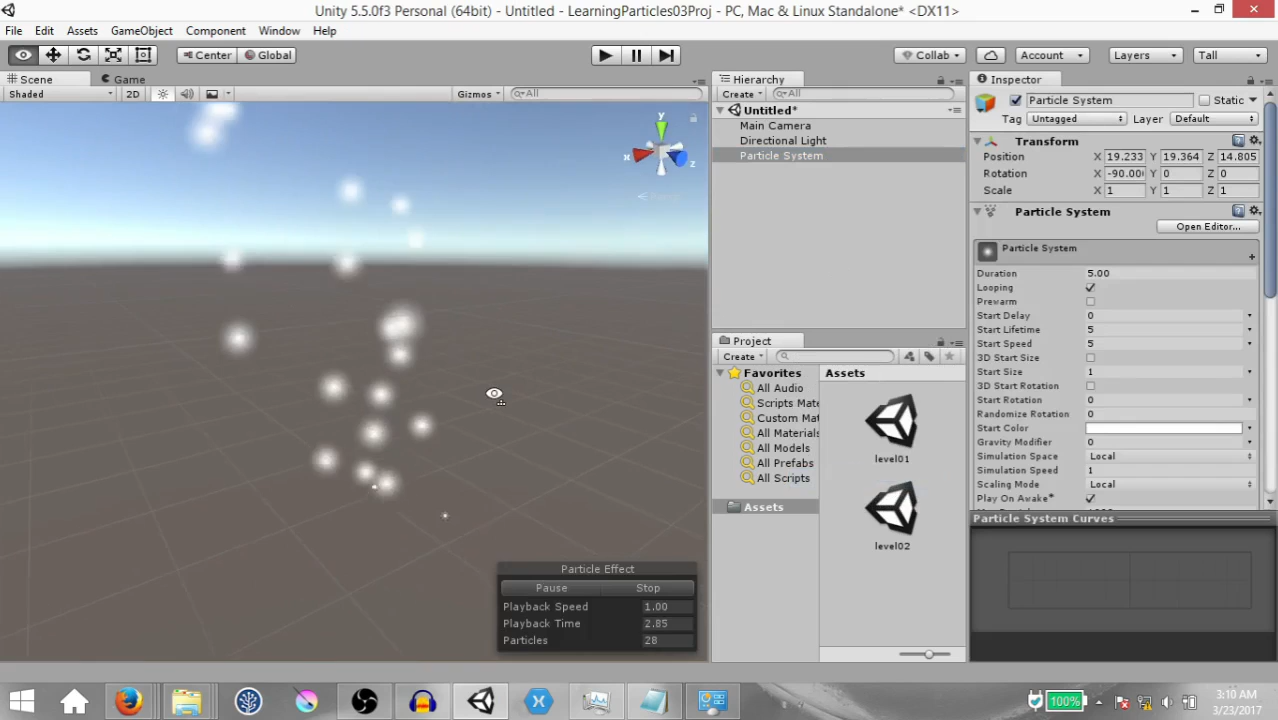 Unity 5.5.0f3 Personal (64bit) - Untitled - LearningParticles03Proj - PC, Mac & Linux Standalone* <DX11>
File Edit Assets GameObject Component Window Help
Center Global Collab Account Layers Tall
Scene Game
Shaded 2D Gizmos All
y
x
z
Hierarchy
Create All
Untitled*
Main Camera
Directional Light
Particle System
Project
Create
Favorites
All Audio
Scripts Mate
Custom Mat
All Materials
All Models
All Prefabs
All Scripts
Assets
Assets
level01
level02
Inspector
Particle System Static
Tag Untagged Layer Default
Transform
Position X 19.233 Y 19.364 Z 14.805
Rotation X -90.00 Y 0 Z 0
Scale X 1 Y 1 Z 1
Particle System
Open Editor...
Particle System
Duration 5.00
Looping
Prewarm
Start Delay 0
Start Lifetime 5
Start Speed 5
3D Start Size
Start Size 1
3D Start Rotation
Start Rotation 0
Randomize Rotation 0
Start Color
Gravity Modifier 0
Simulation Space Local
Simulation Speed 1
Scaling Mode Local
Play On Awake*
Particle System Curves
Particle Effect
Pause Stop
Playback Speed 1.00
Playback Time 2.85
Particles 28
100%
3:10 AM
3/23/2017